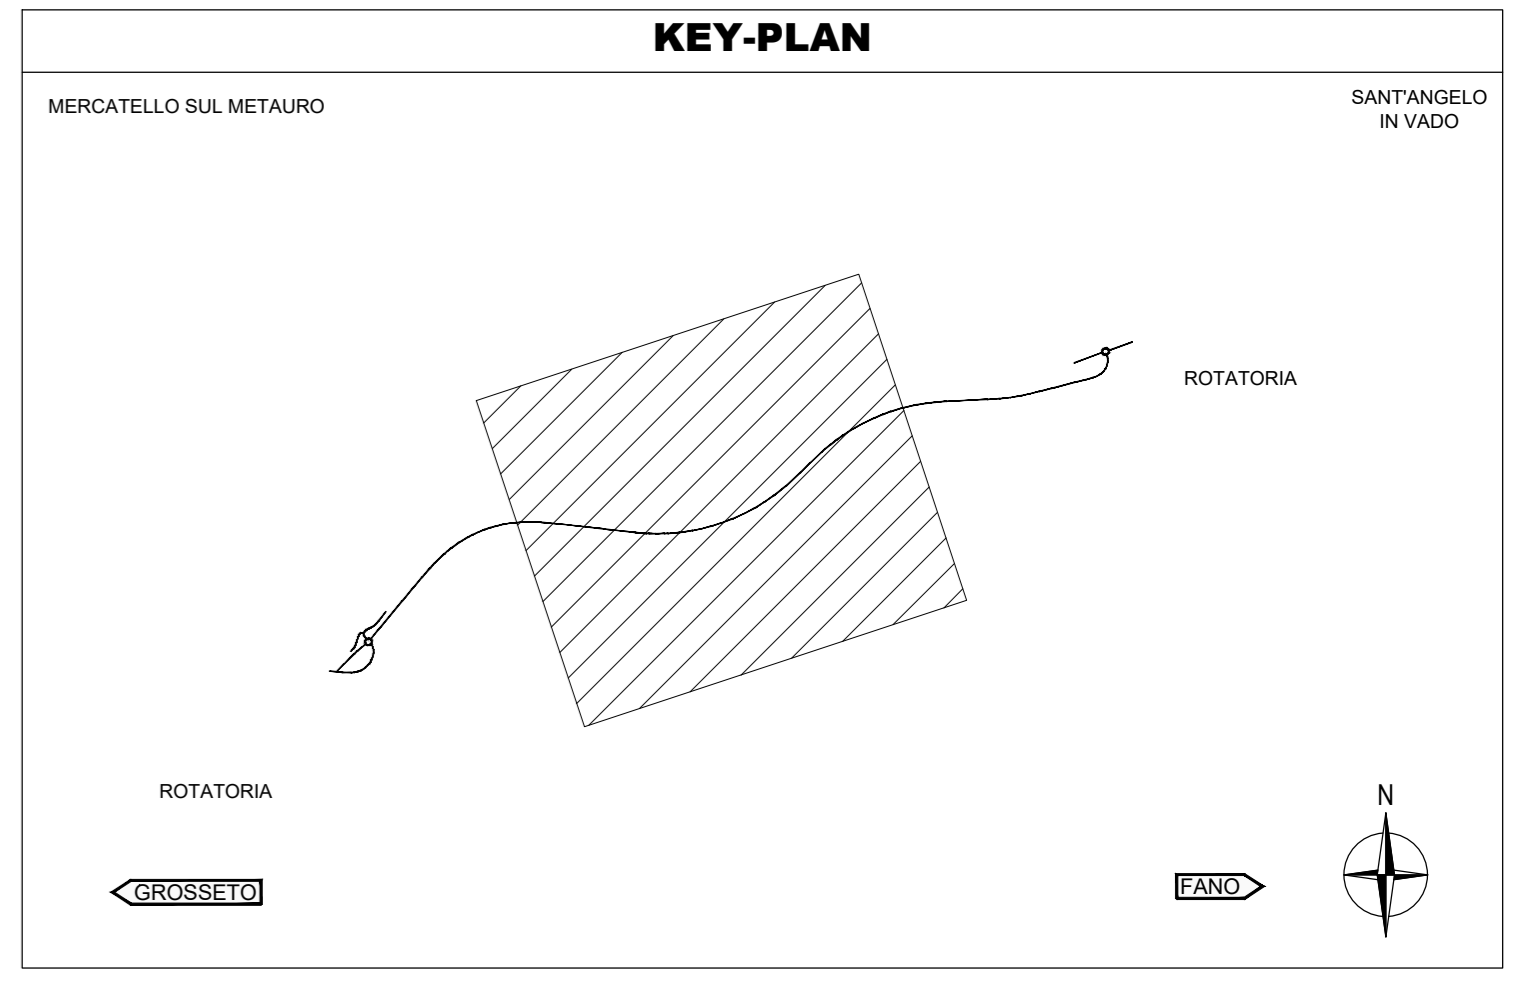 KEY-PLAN
MERCATELLO SUL METAURO
SANT'ANGELO
IN VADO
ROTATORIA
ROTATORIA
N
GROSSETO
FANO